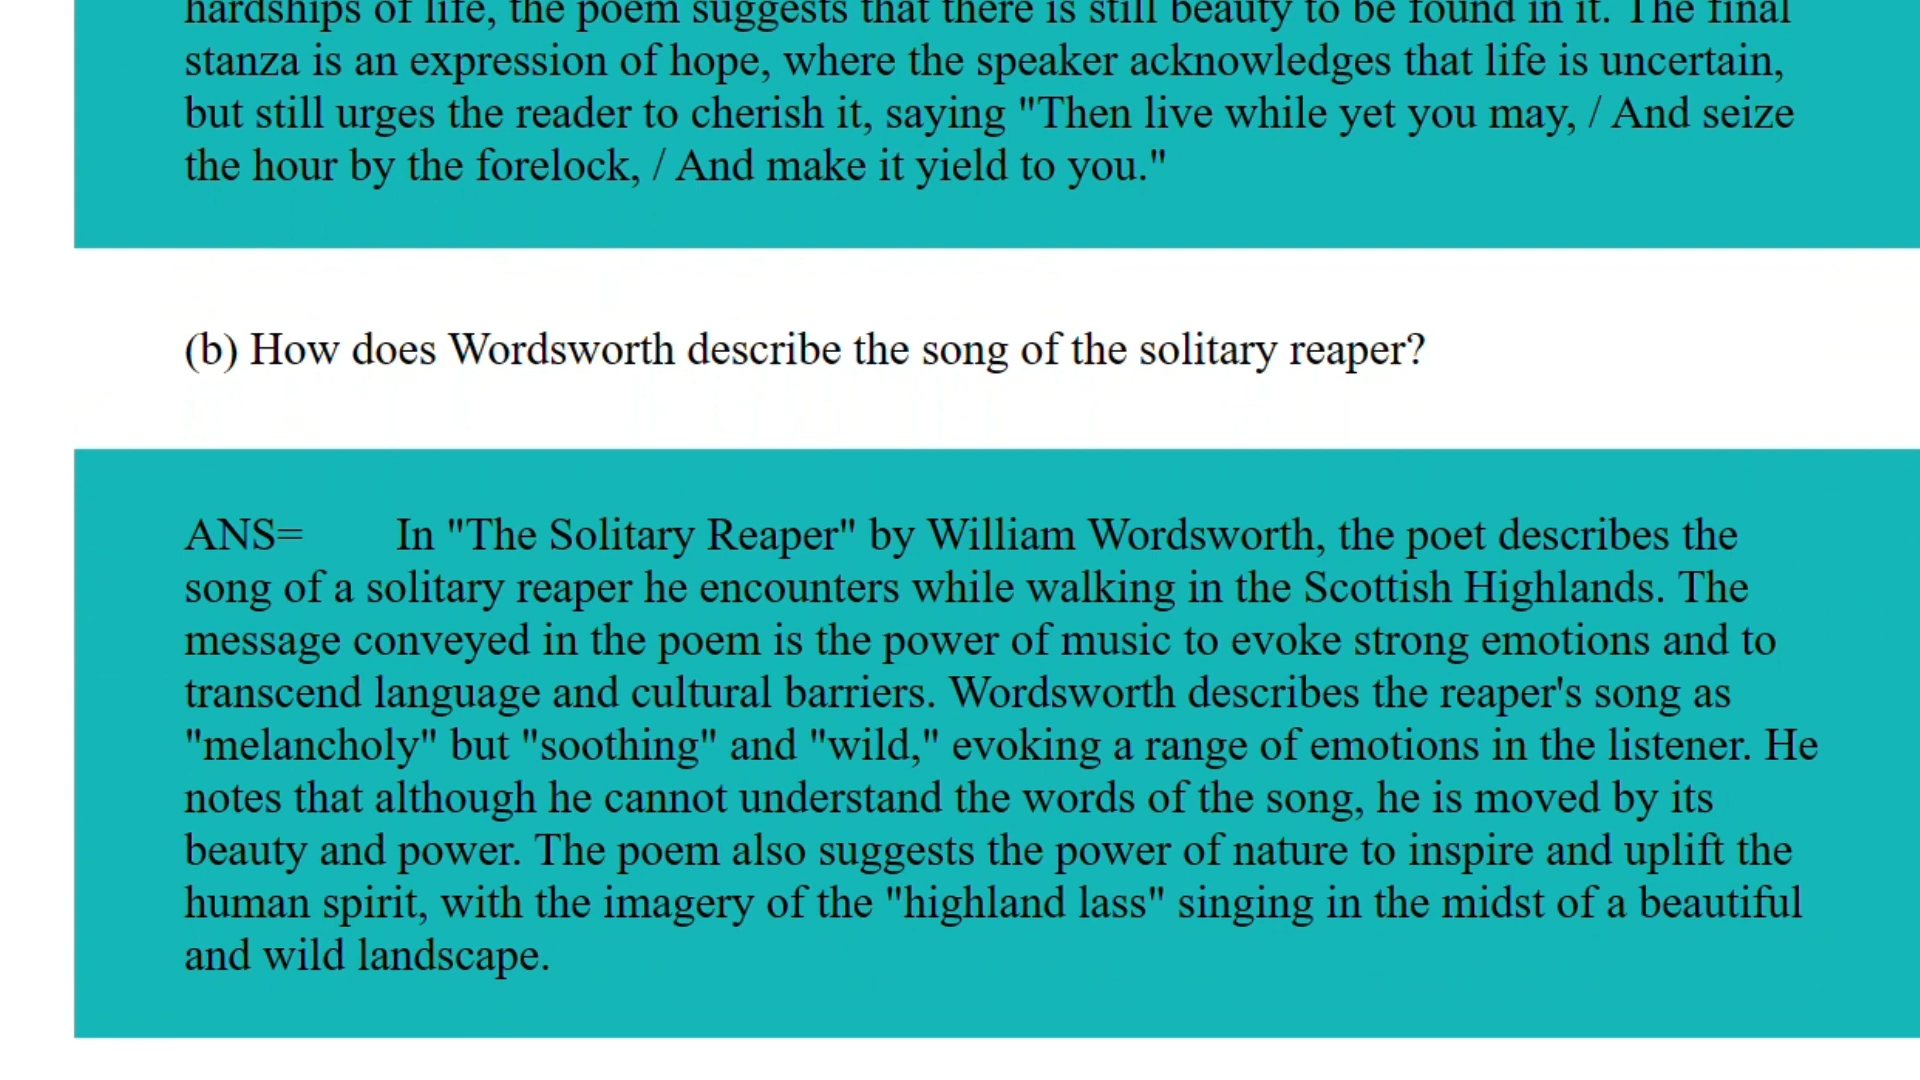 hardships of life, the poem suggests that there is still beauty to be found in it. The final
stanza is an expression of hope, where the speaker acknowledges that life is uncertain,
but still urges the reader to cherish it, saying "Then live while yet you may, / And seize
the hour by the forelock, / And make it yield to you."
(b) How does Wordsworth describe the song of the solitary reaper?
ANS= In "The Solitary Reaper" by William Wordsworth, the poet describes the
song of a solitary reaper he encounters while walking in the Scottish Highlands. The
message conveyed in the poem is the power of music to evoke strong emotions and to
transcend language and cultural barriers. Wordsworth describes the reaper's song as
"melancholy" but "soothing" and "wild," evoking a range of emotions in the listener. He
notes that although he cannot understand the words of the song, he is moved by its
beauty and power. The poem also suggests the power of nature to inspire and uplift the
human spirit, with the imagery of the "highland lass" singing in the midst of a beautiful
and wild landscape.